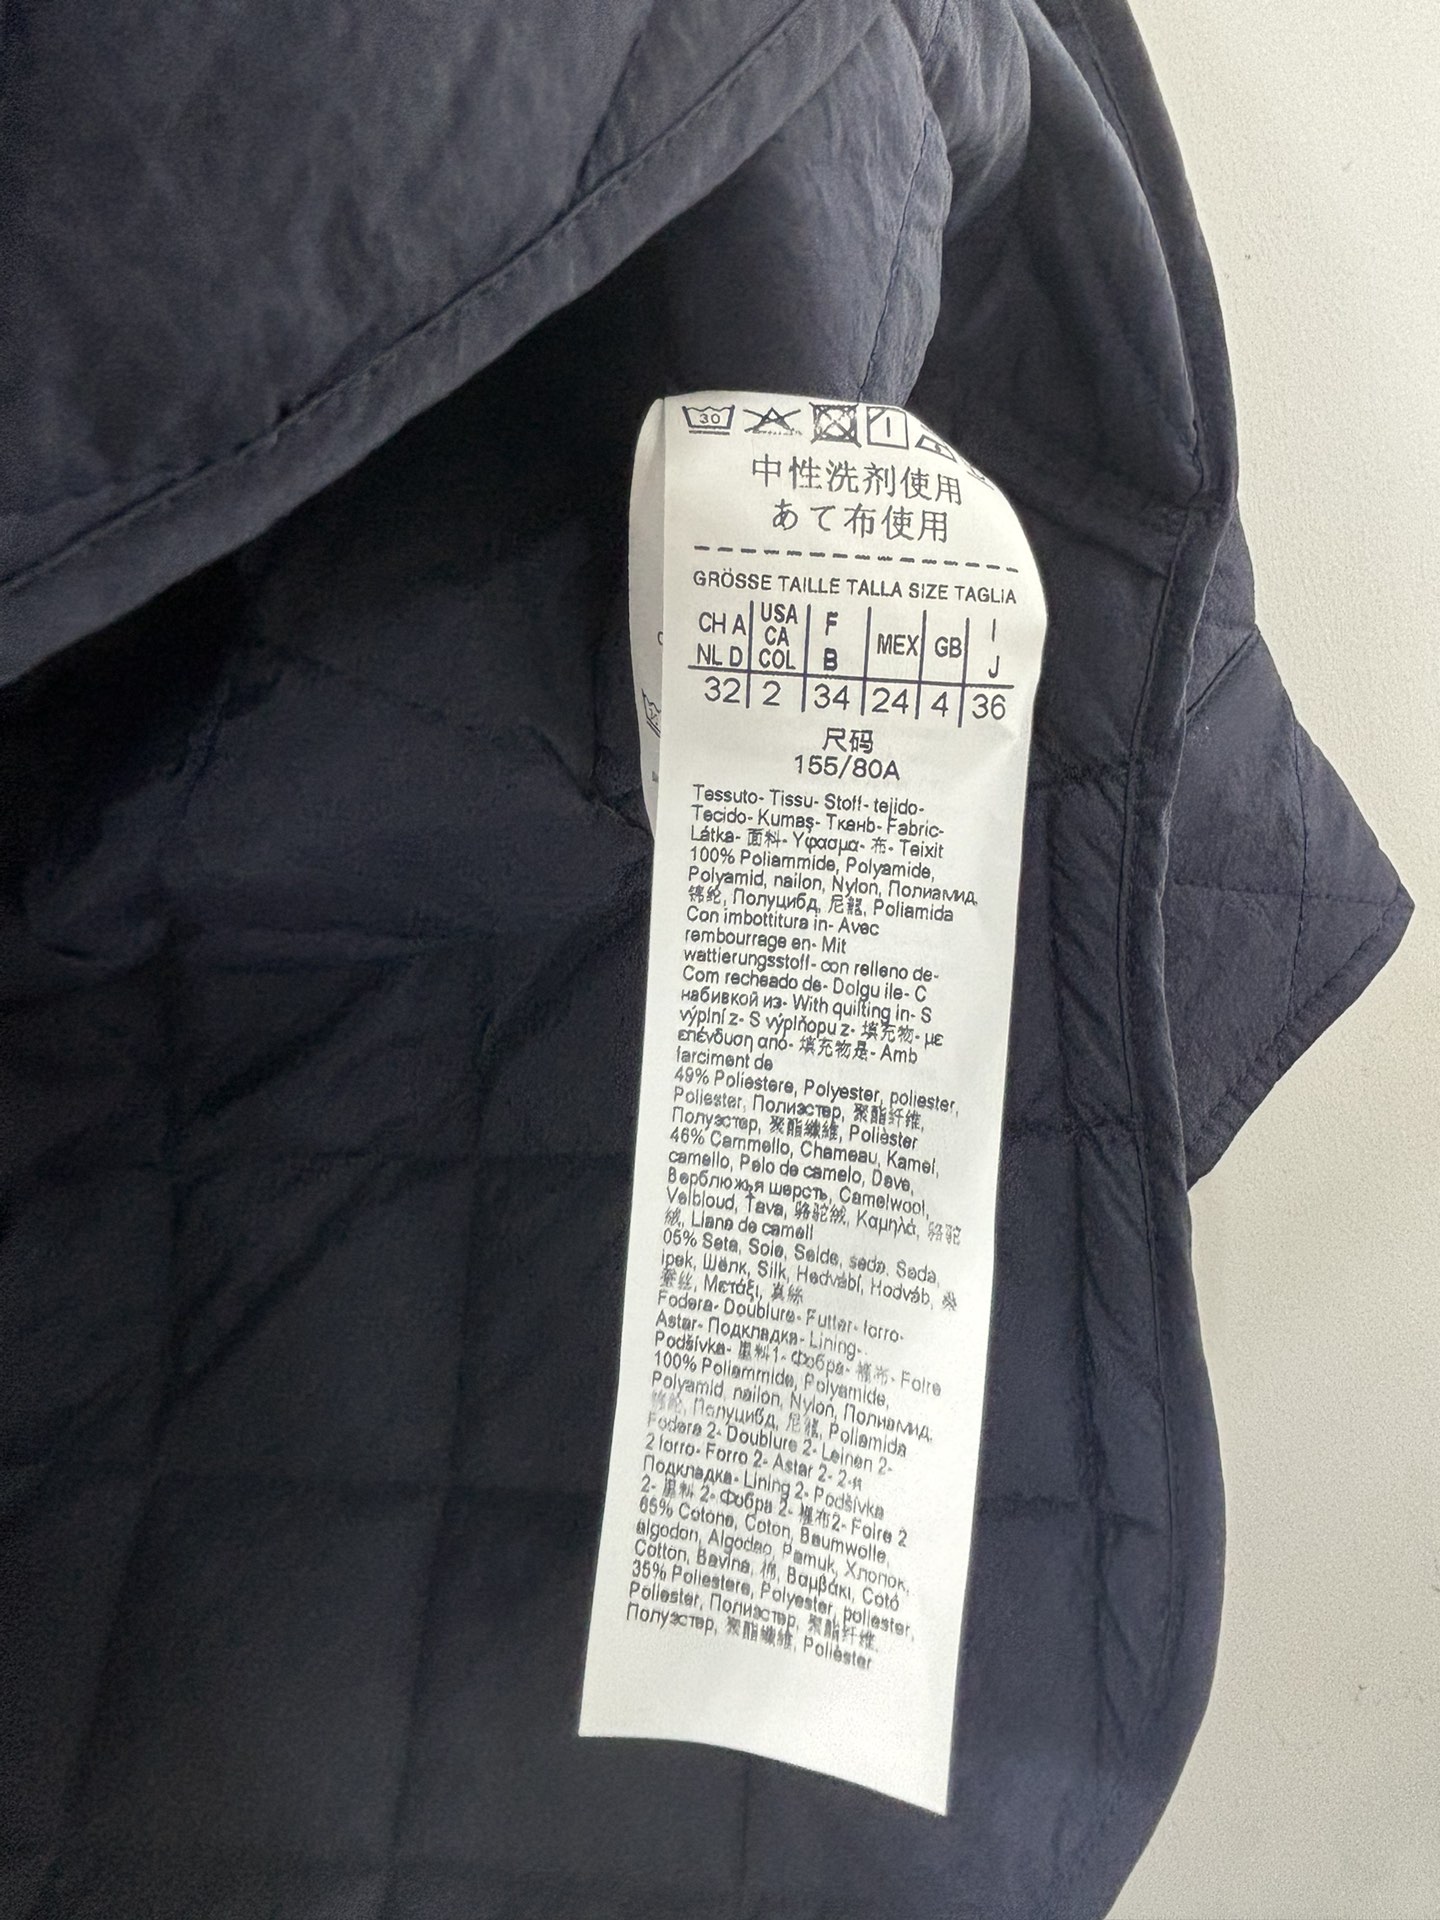 30
中性洗剤使用
あて布使用
GRÖSSE TAILLE TALLA SIZE TAGLIA
CH A NL D | USA CA COL | F B | MEX | GB | I J
32 | 2 | 34 | 24 | 4 | 36
尺码
155/80A
Tessuto- Tissu- Stoff- tejido-
Tecido- Kumaş- Ткань- Fabric-
Látka- 面料- Υφασμα- 布- Teixit
100% Poliammide, Polyamide,
Polyamid, nailon, Nylon, Полиамид,
锦纶, Полуцибд, 尼龍, Poliamida
Con imbottitura in- Avec
rembourrage en- Mit
wattierungsstoff- con relleno de-
Com recheado de- Dolgu ile- C
набивкой из- With quilting in- S
výplní z- S výplňopu z- 填充物- με
επένδυση από- 填充物是- Amb
farciment de
49% Poliestere, Polyester, poliester,
Poliester, Полиэстер, 聚酯纤维,
Полуэстер, 聚酯纖維, Polièster
46% Cammello, Chameau, Kamel,
camello, Pelo de camelo, Deve,
Верблюжья шерсть, Camelwool,
Velbloud, Ťava, 骆驼绒, Καμηλά, 骆驼
绒, Llana de camell
05% Seta, Soie, Seide, seda, Seda,
ipek, Шёлк, Silk, Hedvábí, Hodváb, 桑
蚕丝, Μετάξι, 真絲
Fodera- Doublure- Futter- forro-
Astar- Подкладка- Lining-
Podšívka- 里料1- Фобра- 裡布- Folre
100% Poliammide, Polyamide,
Polyamid, nailon, Nylon, Полиамид,
锦纶, Полуцибд, 尼龍, Poliamida
Fodera 2- Doublure 2- Leinen 2-
2 forro- Forro 2- Astar 2- 2-я
Подкладка- Lining 2- Podšívka
2- 里料 2- Фобра 2- 裡布2- Folre 2
65% Cotone, Coton, Baumwolle,
algodon, Algodao, Pamuk, Хлопок,
Cotton, Bavlna, 棉, Βαμβάκι, Cotó
35% Poliestere, Polyester, poliester,
Poliester, Полиэстер, 聚酯纤维,
Полуэстер, 聚酯纖維, Polièster